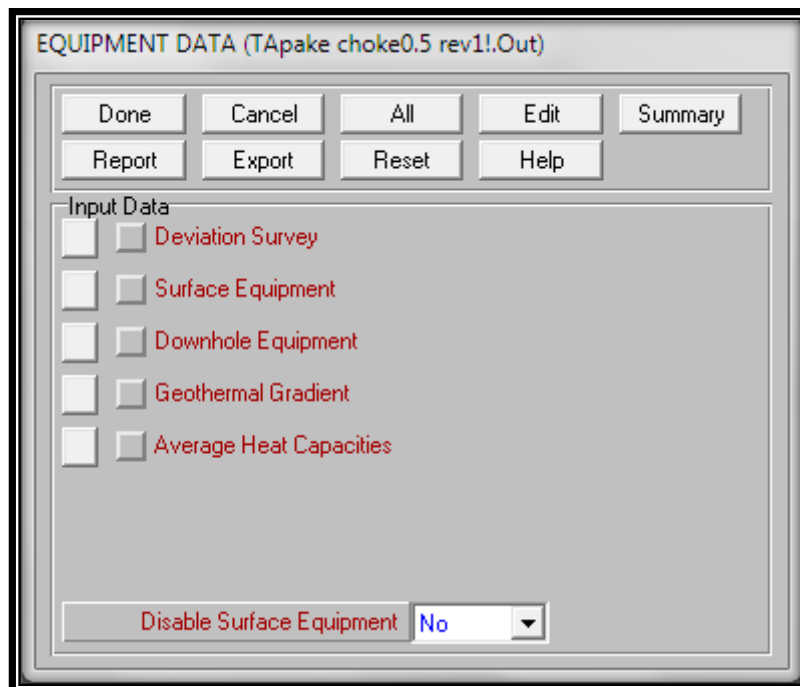 EQUIPMENT DATA (TApake choke0.5 rev1!.Out)
Done Cancel All Edit Summary
Report Export Reset Help
Input Data
Deviation Survey
Surface Equipment
Downhole Equipment
Geothermal Gradient
Average Heat Capacities
Disable Surface Equipment No